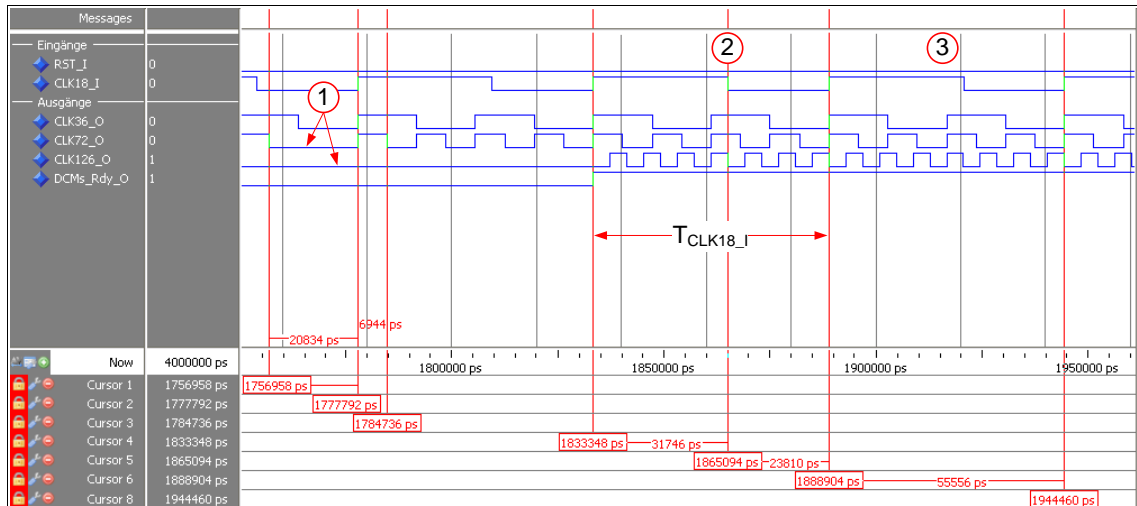 Messages
Eingänge
RST_I 0
CLK18_I 0
Ausgänge
CLK36_O 0
CLK72_O 0
CLK126_O 1
DCMs_Rdy_O 1
1
2
3
TCLK18_I
6944 ps
20834 ps
Now 4000000 ps 1800000 ps 1850000 ps 1900000 ps 1950000 ps
Cursor 1 1756958 ps 1756958 ps
Cursor 2 1777792 ps 1777792 ps
Cursor 3 1784736 ps 1784736 ps
Cursor 4 1833348 ps 1833348 ps 31746 ps
Cursor 5 1865094 ps 1865094 ps 23810 ps
Cursor 6 1888904 ps 1888904 ps 55556 ps
Cursor 8 1944460 ps 1944460 ps